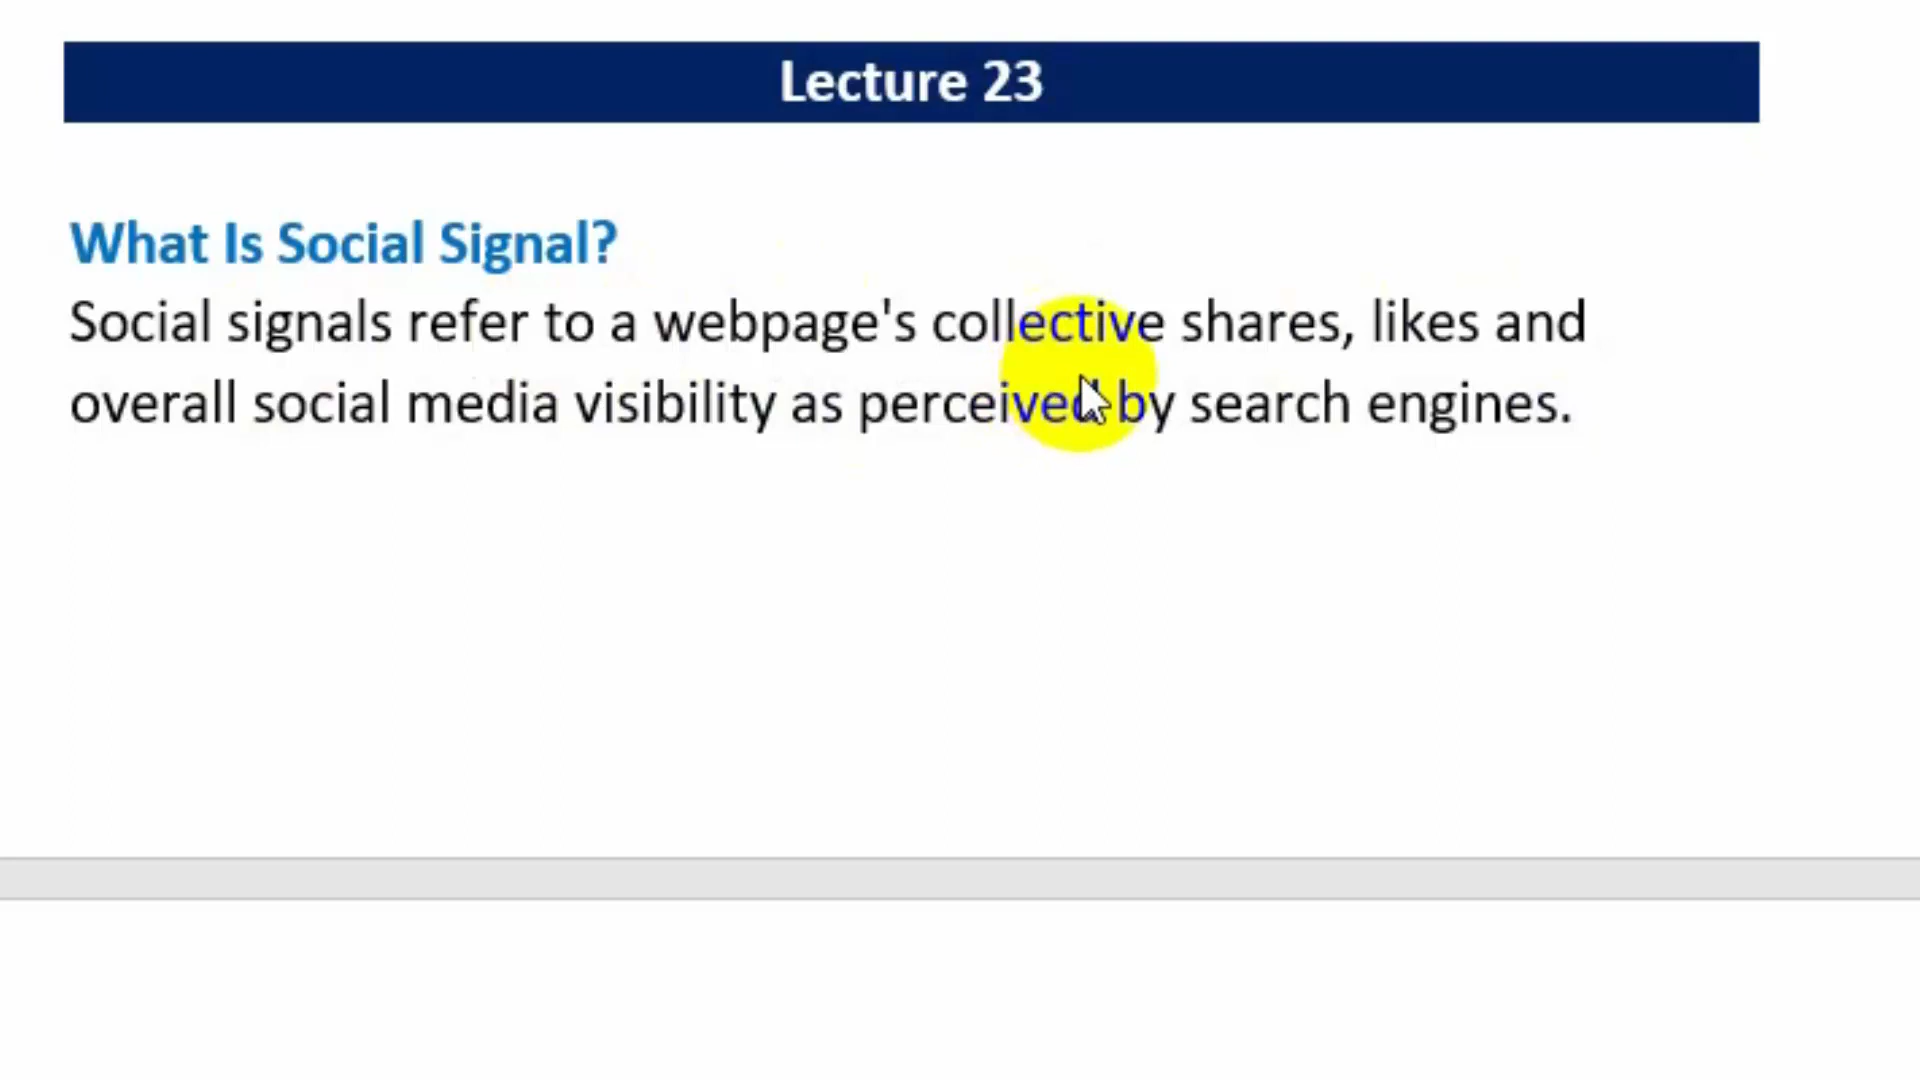 Lecture 23
What Is Social Signal?
Social signals refer to a webpage's collective shares, likes and
overall social media visibility as perceived by search engines.